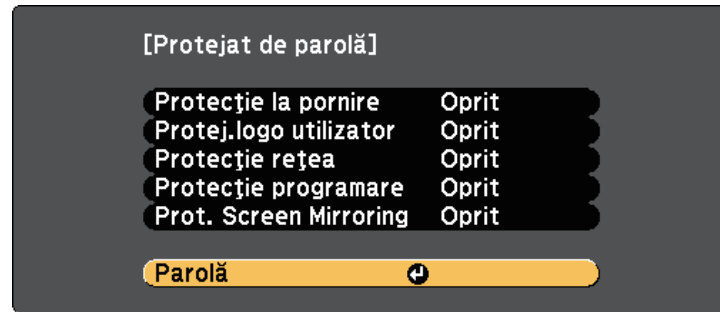 [Protejat de parolă]
Protecţie la pornire Oprit
Protej.logo utilizator Oprit
Protecţie reţea Oprit
Protecţie programare Oprit
Prot. Screen Mirroring Oprit
Parolă